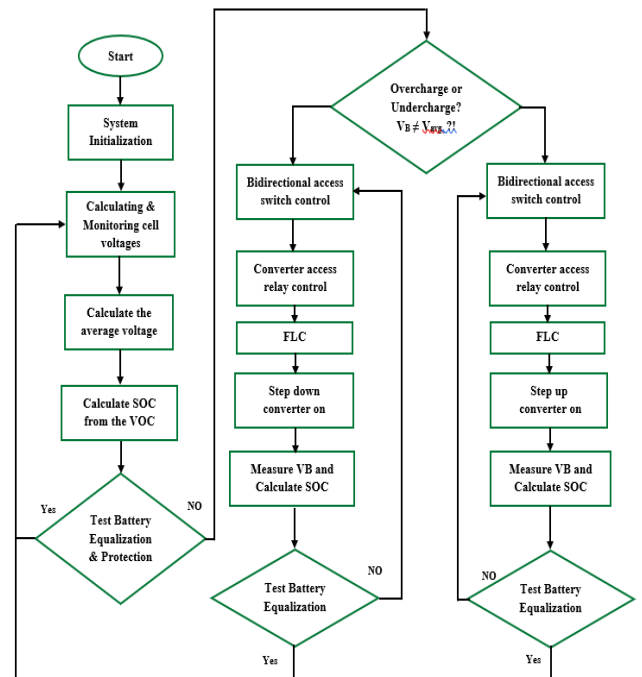 Start
System
Initialization
Calculating &
Monitoring cell
voltages
Calculate the
average voltage
Calculate SOC
from the VOC
Yes
NO
Test Battery
Equalization
& Protection
Overcharge or
Undercharge?
VB ≠ Vavg. ?!
Bidirectional access
switch control
Converter access
relay control
FLC
Step down
converter on
Measure VB and
Calculate SOC
NO
Test Battery
Equalization
Yes
Bidirectional access
switch control
Converter access
relay control
FLC
Step up
converter on
Measure VB and
Calculate SOC
NO
Test Battery
Equalization
Yes